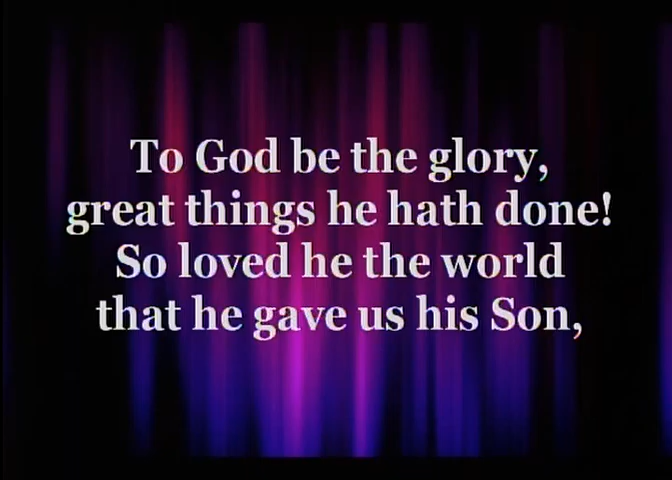 To God be the glory,
great things he hath done!
So loved he the world
that he gave us his Son,